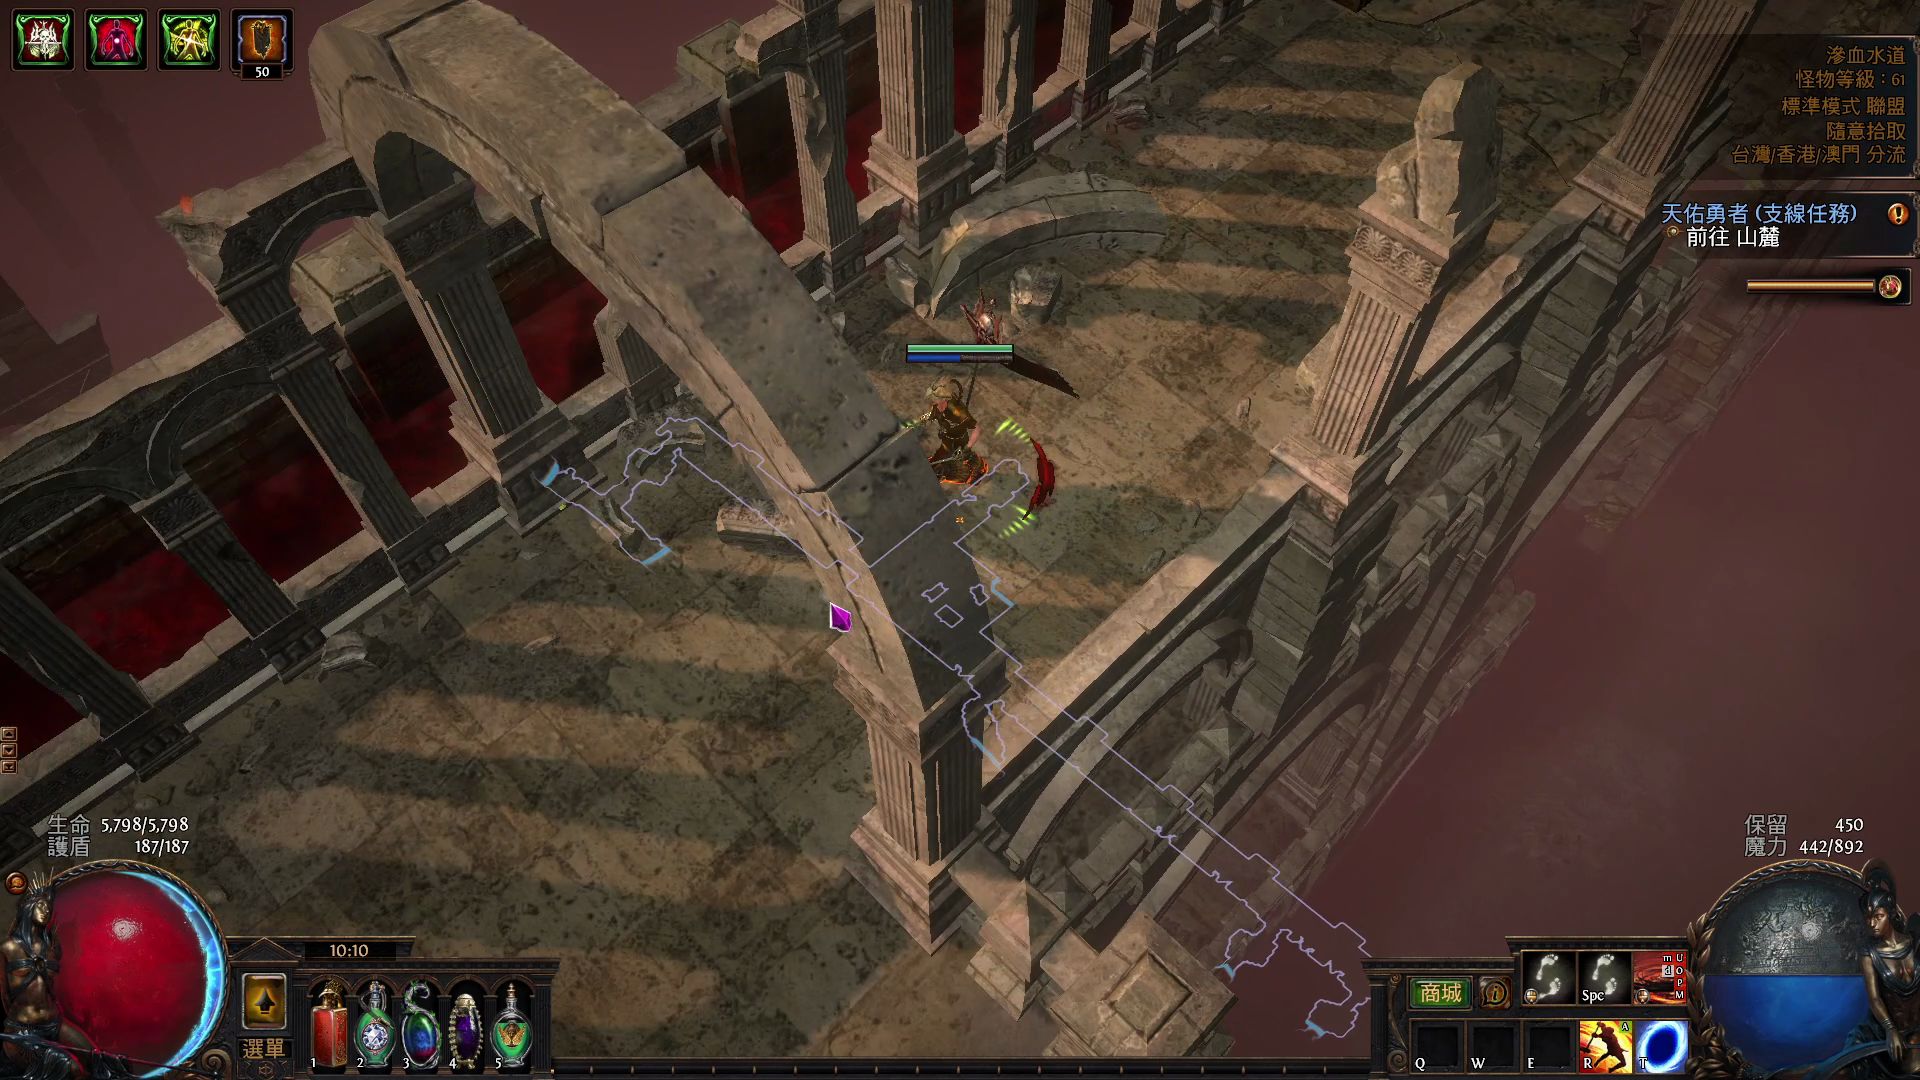 50
滲血水道
怪物等級：61
標準模式 聯盟
隨意拾取
台灣/香港/澳門 分流
天佑勇者 (支線任務)
前往 山麓
生命 5,798/5,798
護盾 187/187
保留 450
魔力 442/892
10:10
選單
1 2 3 4 5
商城
Spc
m U
d O
P
M
Q W E R A T